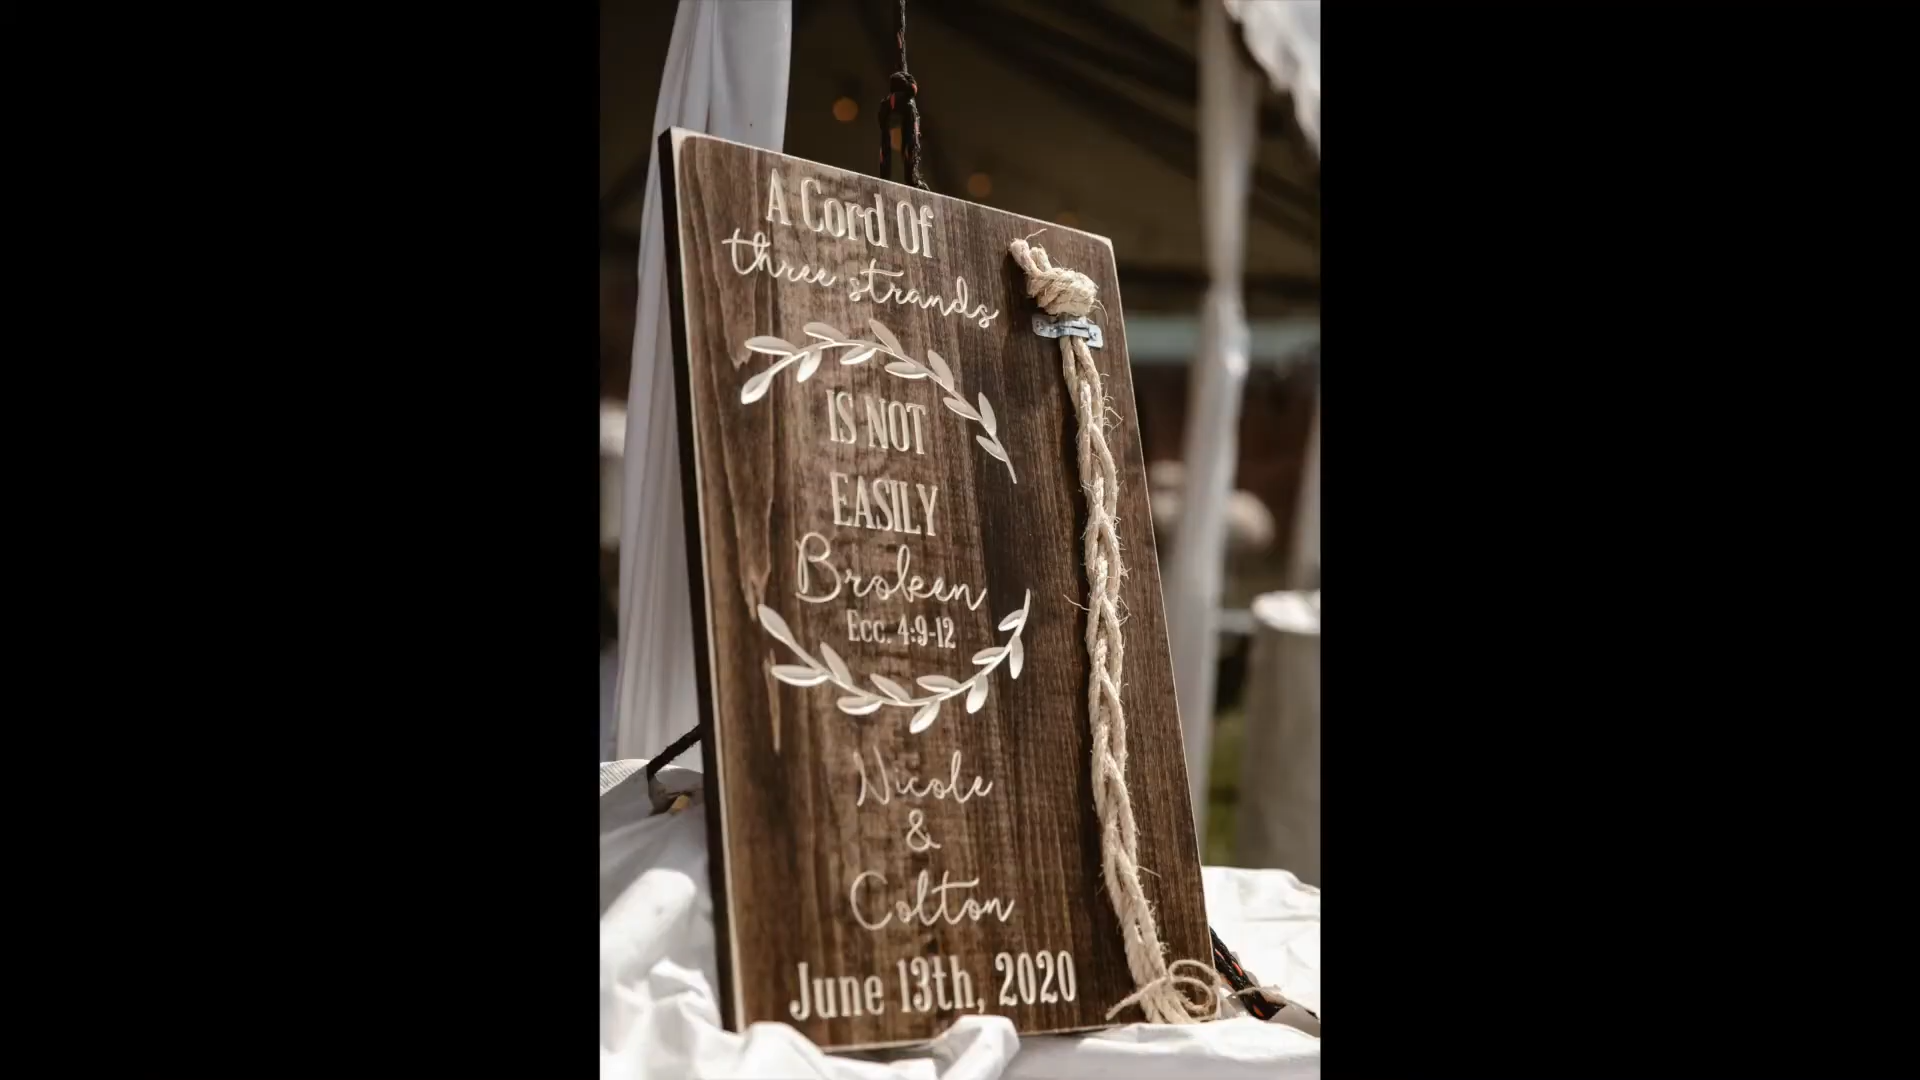 A Cord Of
three strands
IS NOT
EASILY
Broken
Ecc. 4:9-12
Nicole
&
Colton
June 13th, 2020